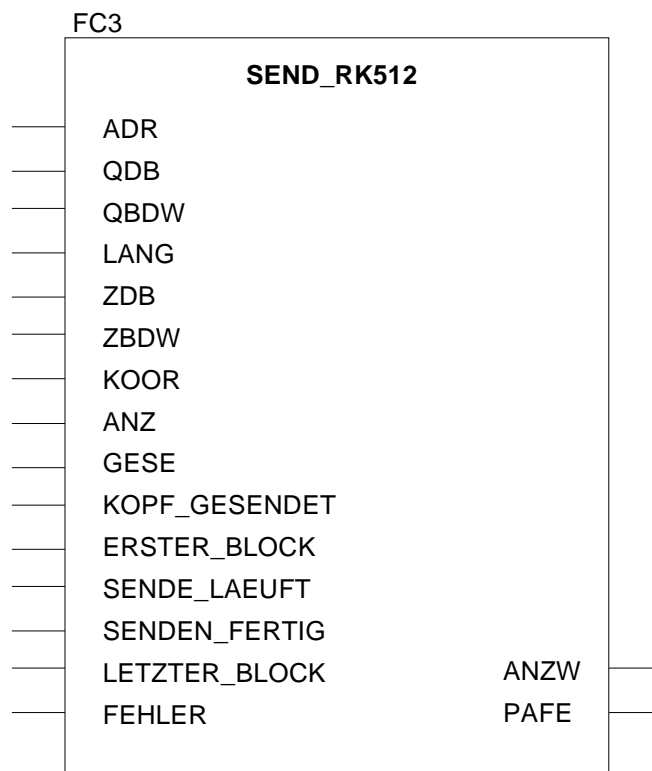 FC3
SEND_RK512
ADR
QDB
QBDW
LANG
ZDB
ZBDW
KOOR
ANZ
GESE
KOPF_GESENDET
ERSTER_BLOCK
SENDE_LAEUFT
SENDEN_FERTIG
LETZTER_BLOCK ANZW
FEHLER PAFE